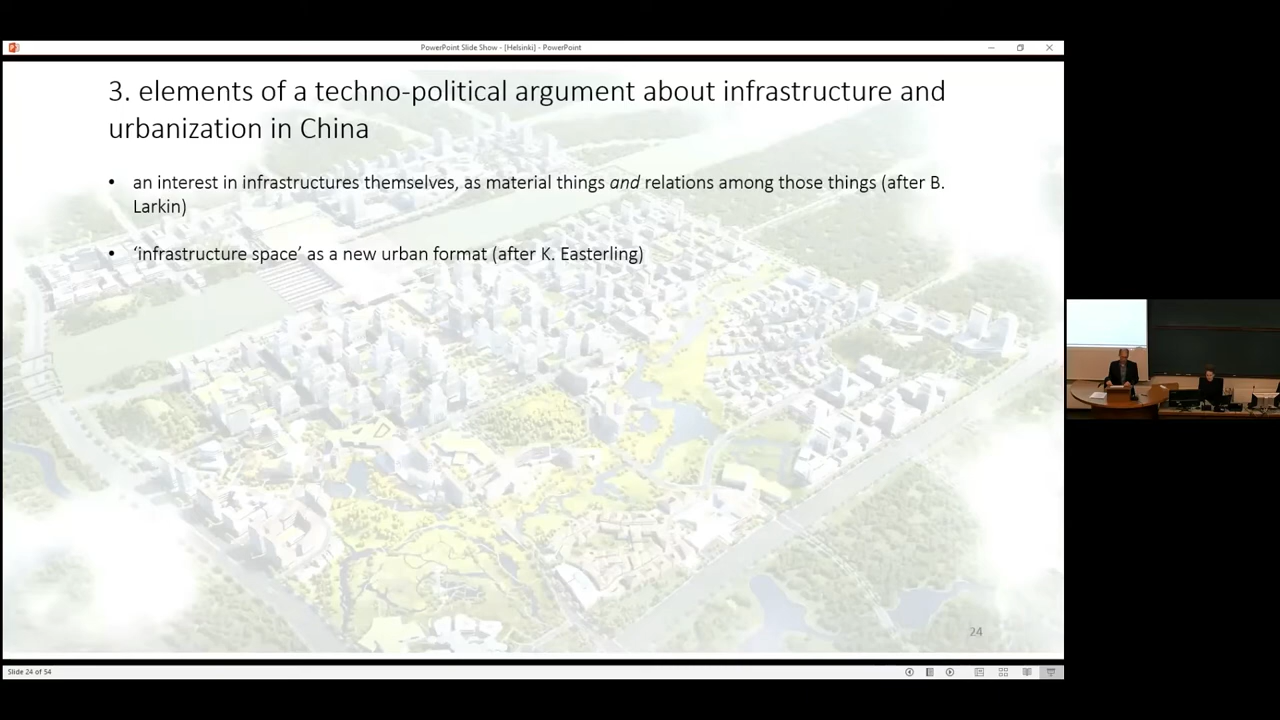 PowerPoint Slide Show - [Helsinki] - PowerPoint
3. elements of a techno-political argument about infrastructure and
urbanization in China
• an interest in infrastructures themselves, as material things and relations among those things (after B.
Larkin)
• ‘infrastructure space’ as a new urban format (after K. Easterling)
24
Slide 24 of 54